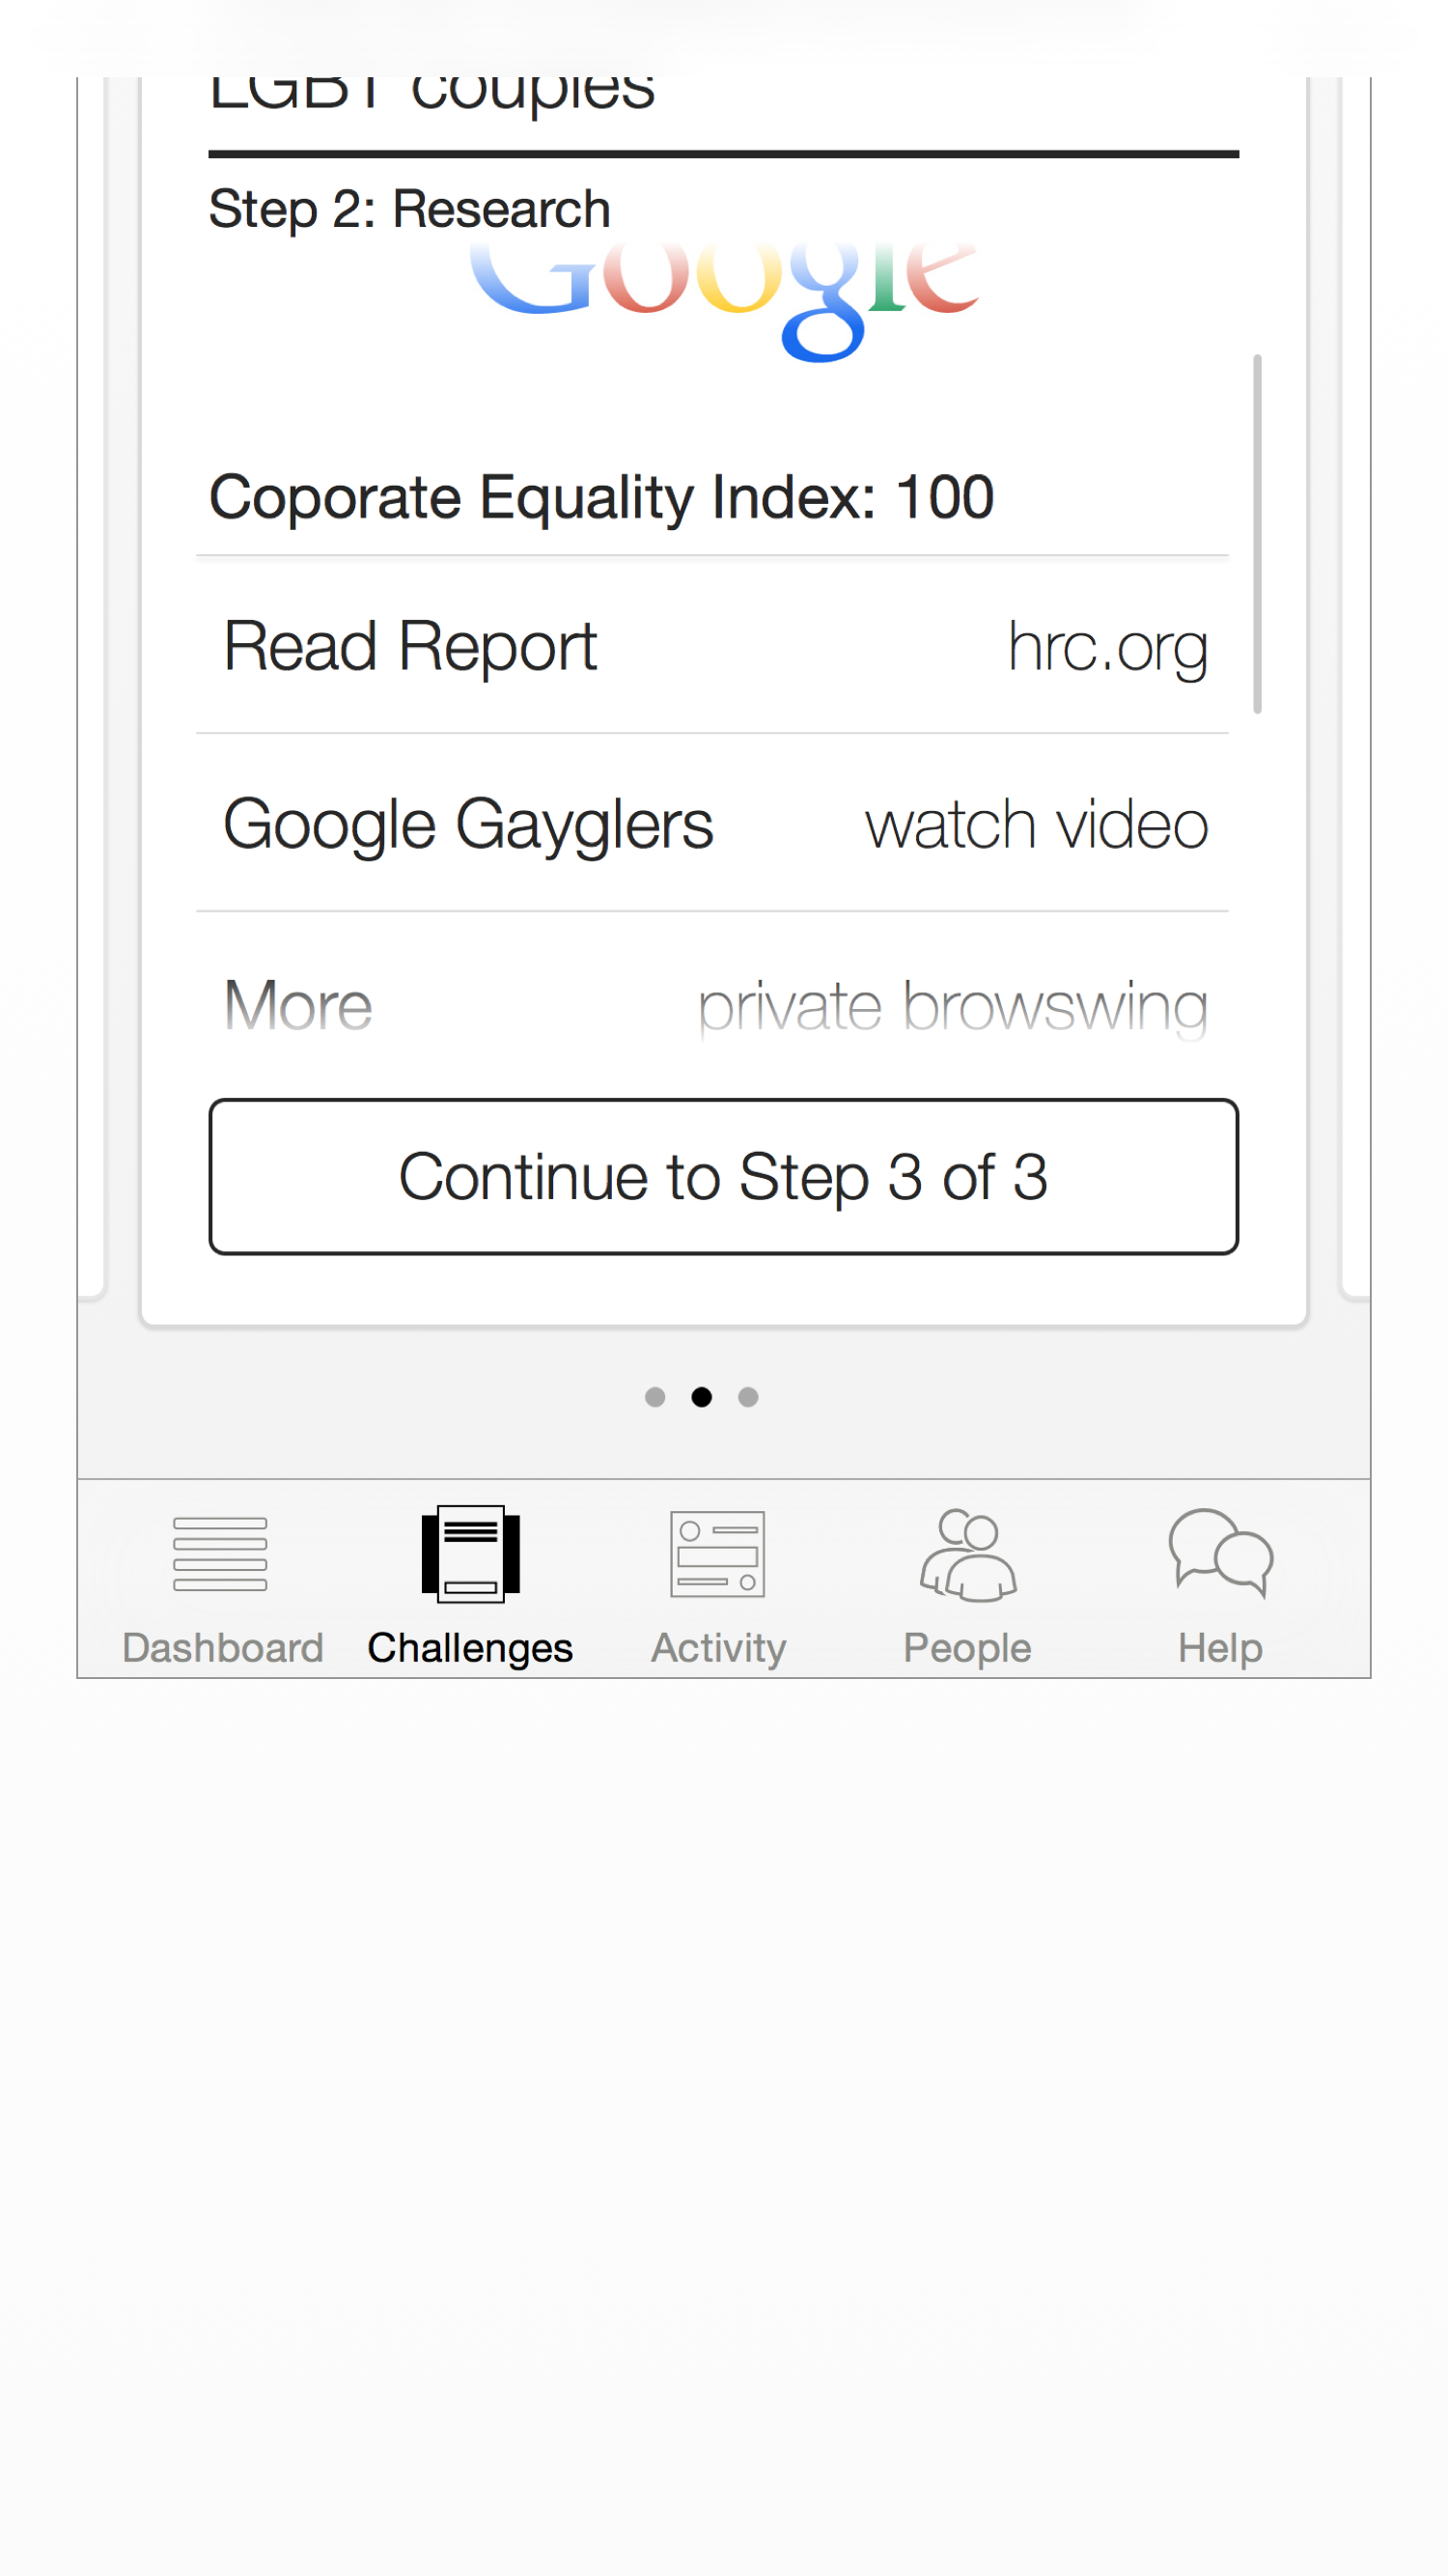 LGBT couples
Step 2: Research
Google
Coporate Equality Index: 100
Read Report hrc.org
Google Gayglers watch video
More private browswing
Continue to Step 3 of 3
Dashboard Challenges Activity People Help